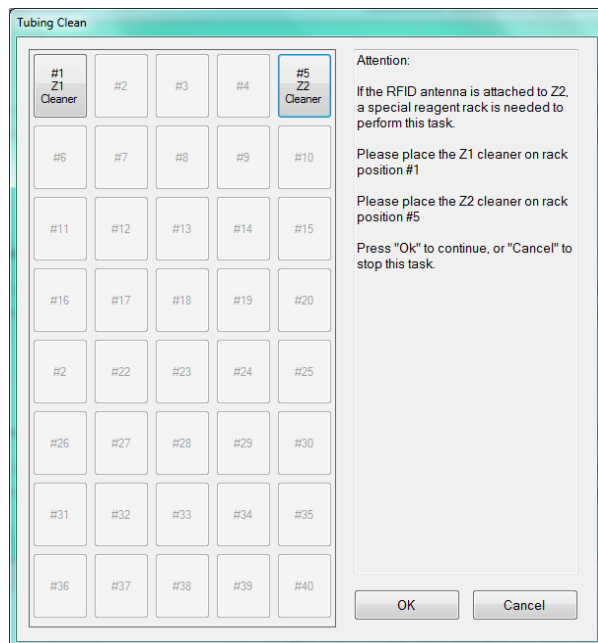 Tubing Clean
#1
Z1
Cleaner
#2
#3
#4
#5
Z2
Cleaner
#6
#7
#8
#9
#10
#11
#12
#13
#14
#15
#16
#17
#18
#19
#20
#2
#22
#23
#24
#25
#26
#27
#28
#29
#30
#31
#32
#33
#34
#35
#36
#37
#38
#39
#40
Attention:
If the RFID antenna is attached to Z2,
a special reagent rack is needed to
perform this task.
Please place the Z1 cleaner on rack
position #1
Please place the Z2 cleaner on rack
position #5
Press "Ok" to continue, or "Cancel" to
stop this task.
OK
Cancel